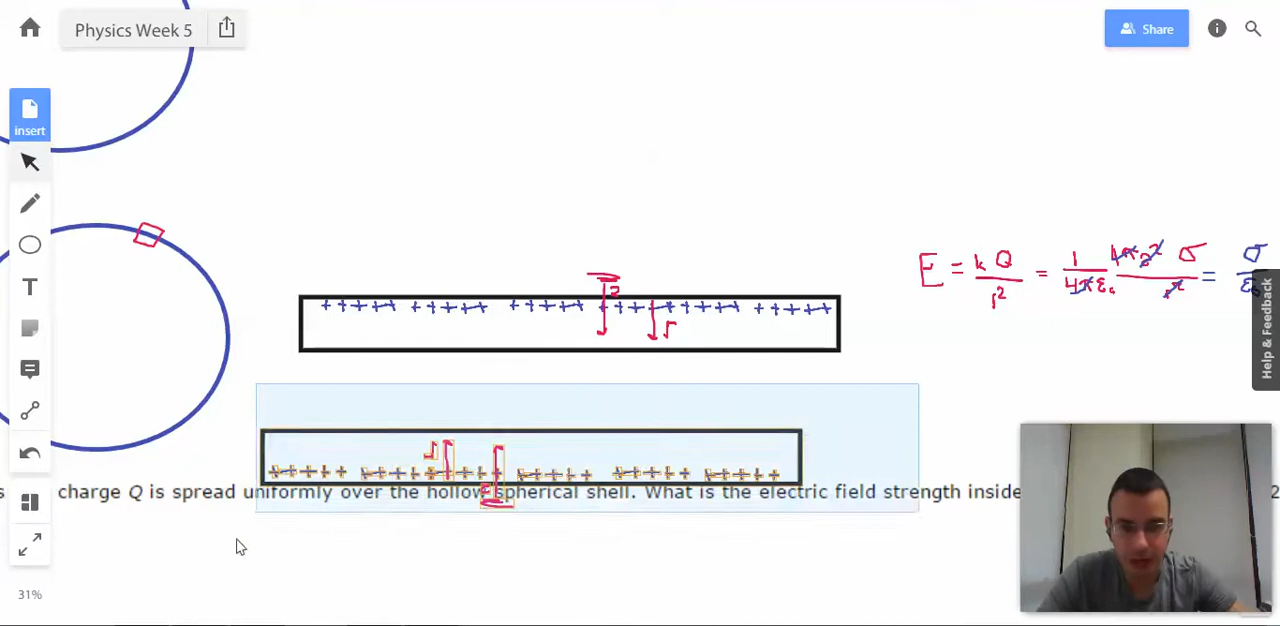 Physics Week 5
Share
insert
E = kQ/r² = 1/4πε₀ 4πr²σ/r² = σ/ε₀
Help & Feedback
s charge Q is spread uniformly over the hollow spherical shell. What is the electric field strength inside
2
31%